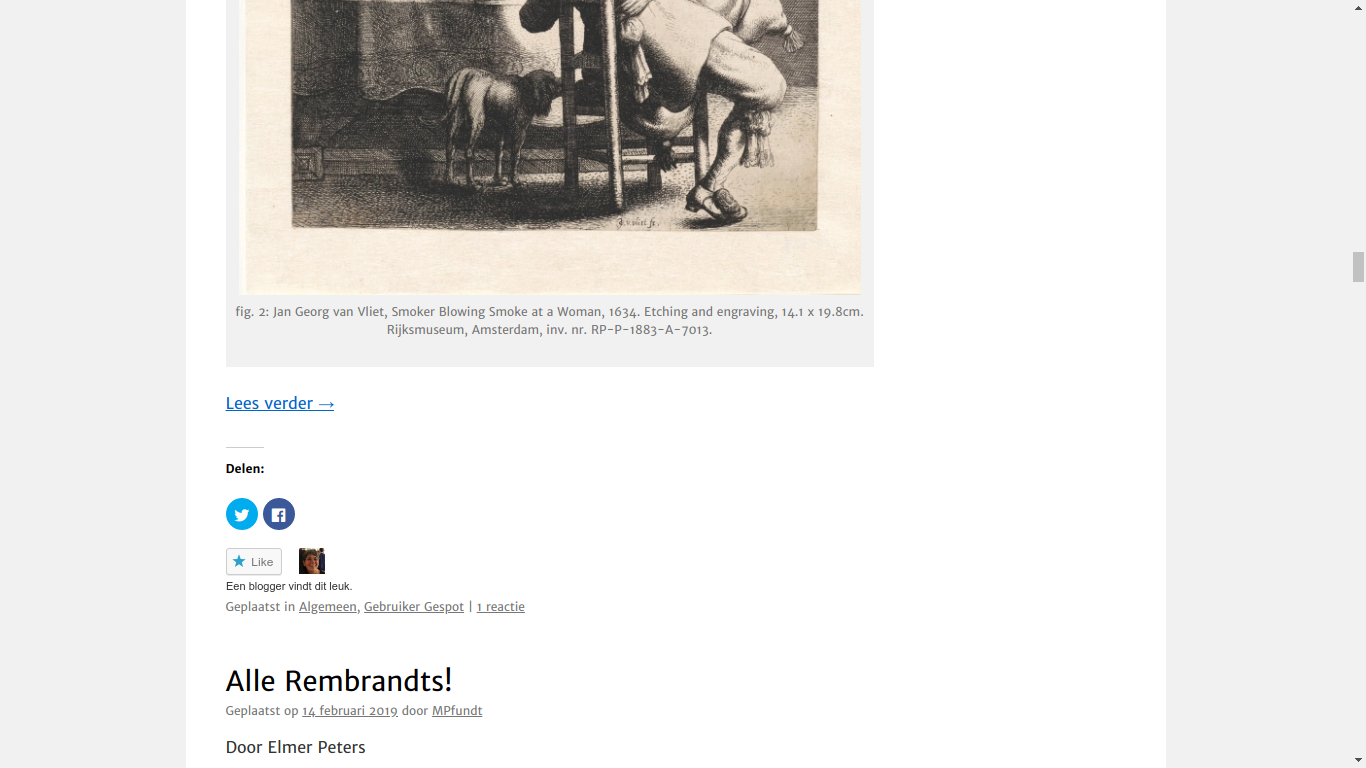 fig. 2: Jan Georg van Vliet, Smoker Blowing Smoke at a Woman, 1634. Etching and engraving, 14.1 x 19.8cm.
Rijksmuseum, Amsterdam, inv. nr. RP-P-1883-A-7013.
Lees verder →
Delen:
Like
Een blogger vindt dit leuk.
Geplaatst in Algemeen, Gebruiker Gespot | 1 reactie
Alle Rembrandts!
Geplaatst op 14 februari 2019 door MPfundt
Door Elmer Peters